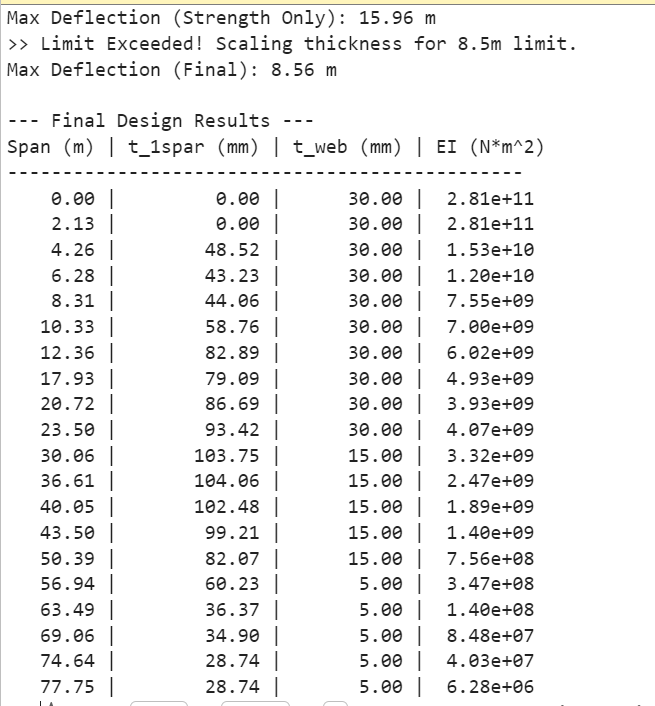 Max Deflection (Strength Only): 15.96 m
>> Limit Exceeded! Scaling thickness for 8.5m limit.
Max Deflection (Final): 8.56 m
--- Final Design Results ---
Span (m) | t_1spar (mm) | t_web (mm) | EI (N*m^2)
------------------------------------------------
0.00 | 0.00 | 30.00 | 2.81e+11
2.13 | 0.00 | 30.00 | 2.81e+11
4.26 | 48.52 | 30.00 | 1.53e+10
6.28 | 43.23 | 30.00 | 1.20e+10
8.31 | 44.06 | 30.00 | 7.55e+09
10.33 | 58.76 | 30.00 | 7.00e+09
12.36 | 82.89 | 30.00 | 6.02e+09
17.93 | 79.09 | 30.00 | 4.93e+09
20.72 | 86.69 | 30.00 | 3.93e+09
23.50 | 93.42 | 30.00 | 4.07e+09
30.06 | 103.75 | 15.00 | 3.32e+09
36.61 | 104.06 | 15.00 | 2.47e+09
40.05 | 102.48 | 15.00 | 1.89e+09
43.50 | 99.21 | 15.00 | 1.40e+09
50.39 | 82.07 | 15.00 | 7.56e+08
56.94 | 60.23 | 5.00 | 3.47e+08
63.49 | 36.37 | 5.00 | 1.40e+08
69.06 | 34.90 | 5.00 | 8.48e+07
74.64 | 28.74 | 5.00 | 4.03e+07
77.75 | 28.74 | 5.00 | 6.28e+06